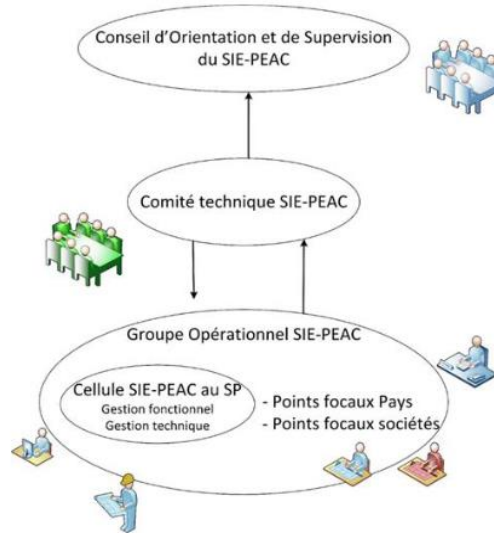 Conseil d'Orientation et de Supervision
du SIE-PEAC
Comité technique SIE-PEAC
Groupe Opérationnel SIE-PEAC
Cellule SIE-PEAC au SP
Gestion fonctionnel
Gestion technique
- Points focaux Pays
- Points focaux sociétés